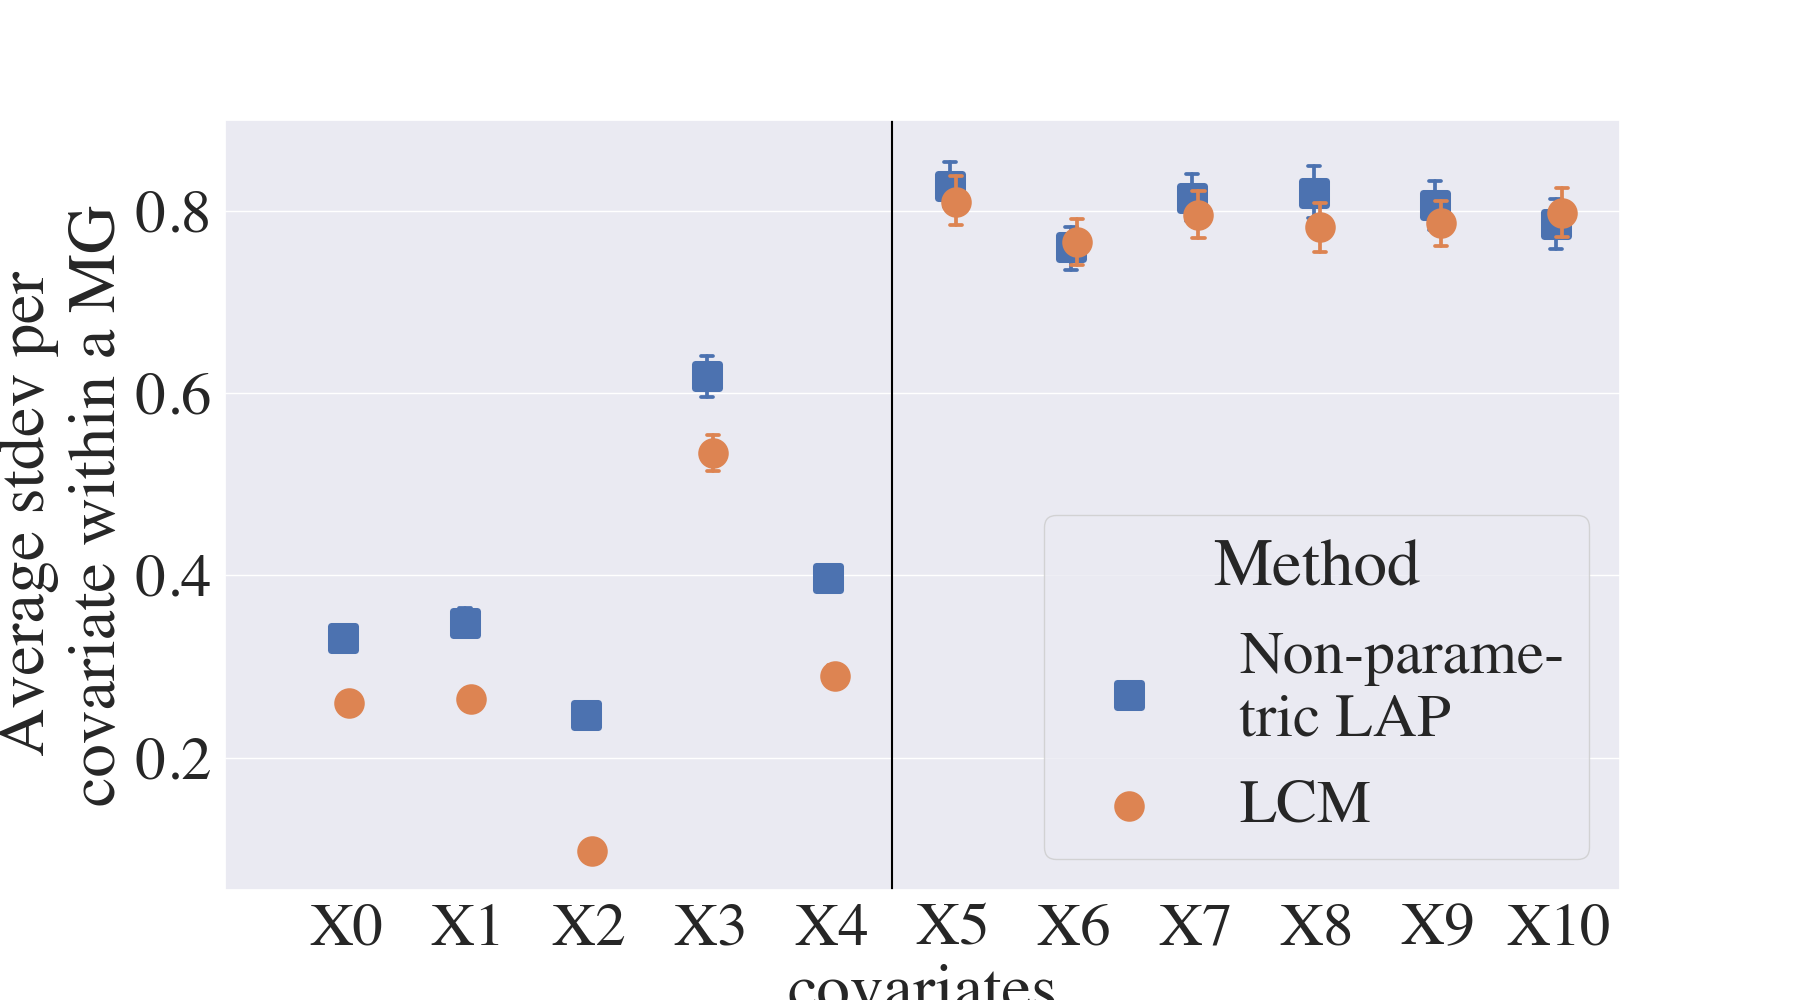 Average stdev per
covariate within a MG
0.8
0.6
0.4
0.2
Method
Non-parame-
tric LAP
LCM
X0 X1 X2 X3 X4 X5 X6 X7 X8 X9 X10
covariates